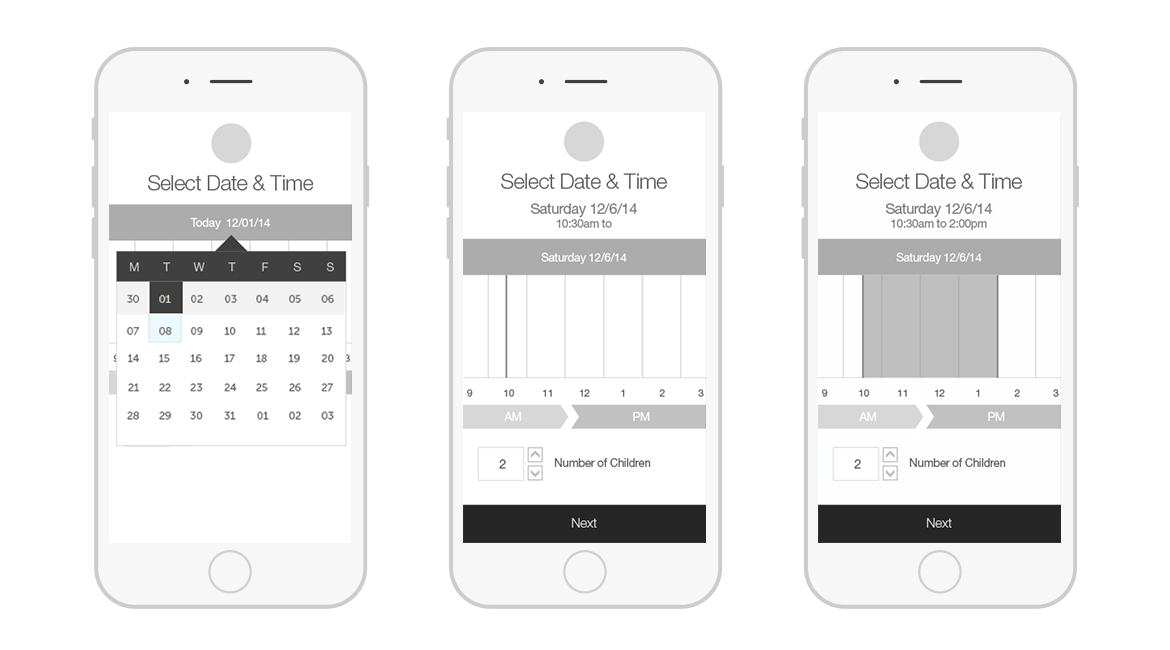 Select Date & Time
Today 12/01/14
M T W T F S S
30 01 02 03 04 05 06
07 08 09 10 11 12 13
9 14 15 16 17 18 19 20 3
21 22 23 24 25 26 27
28 29 30 31 01 02 03
Select Date & Time
Saturday 12/6/14
10:30am to
Saturday 12/6/14
9 10 11 12 1 2 3
AM PM
2 Number of Children
Next
Select Date & Time
Saturday 12/6/14
10:30am to 2:00pm
Saturday 12/6/14
9 10 11 12 1 2 3
AM PM
2 Number of Children
Next